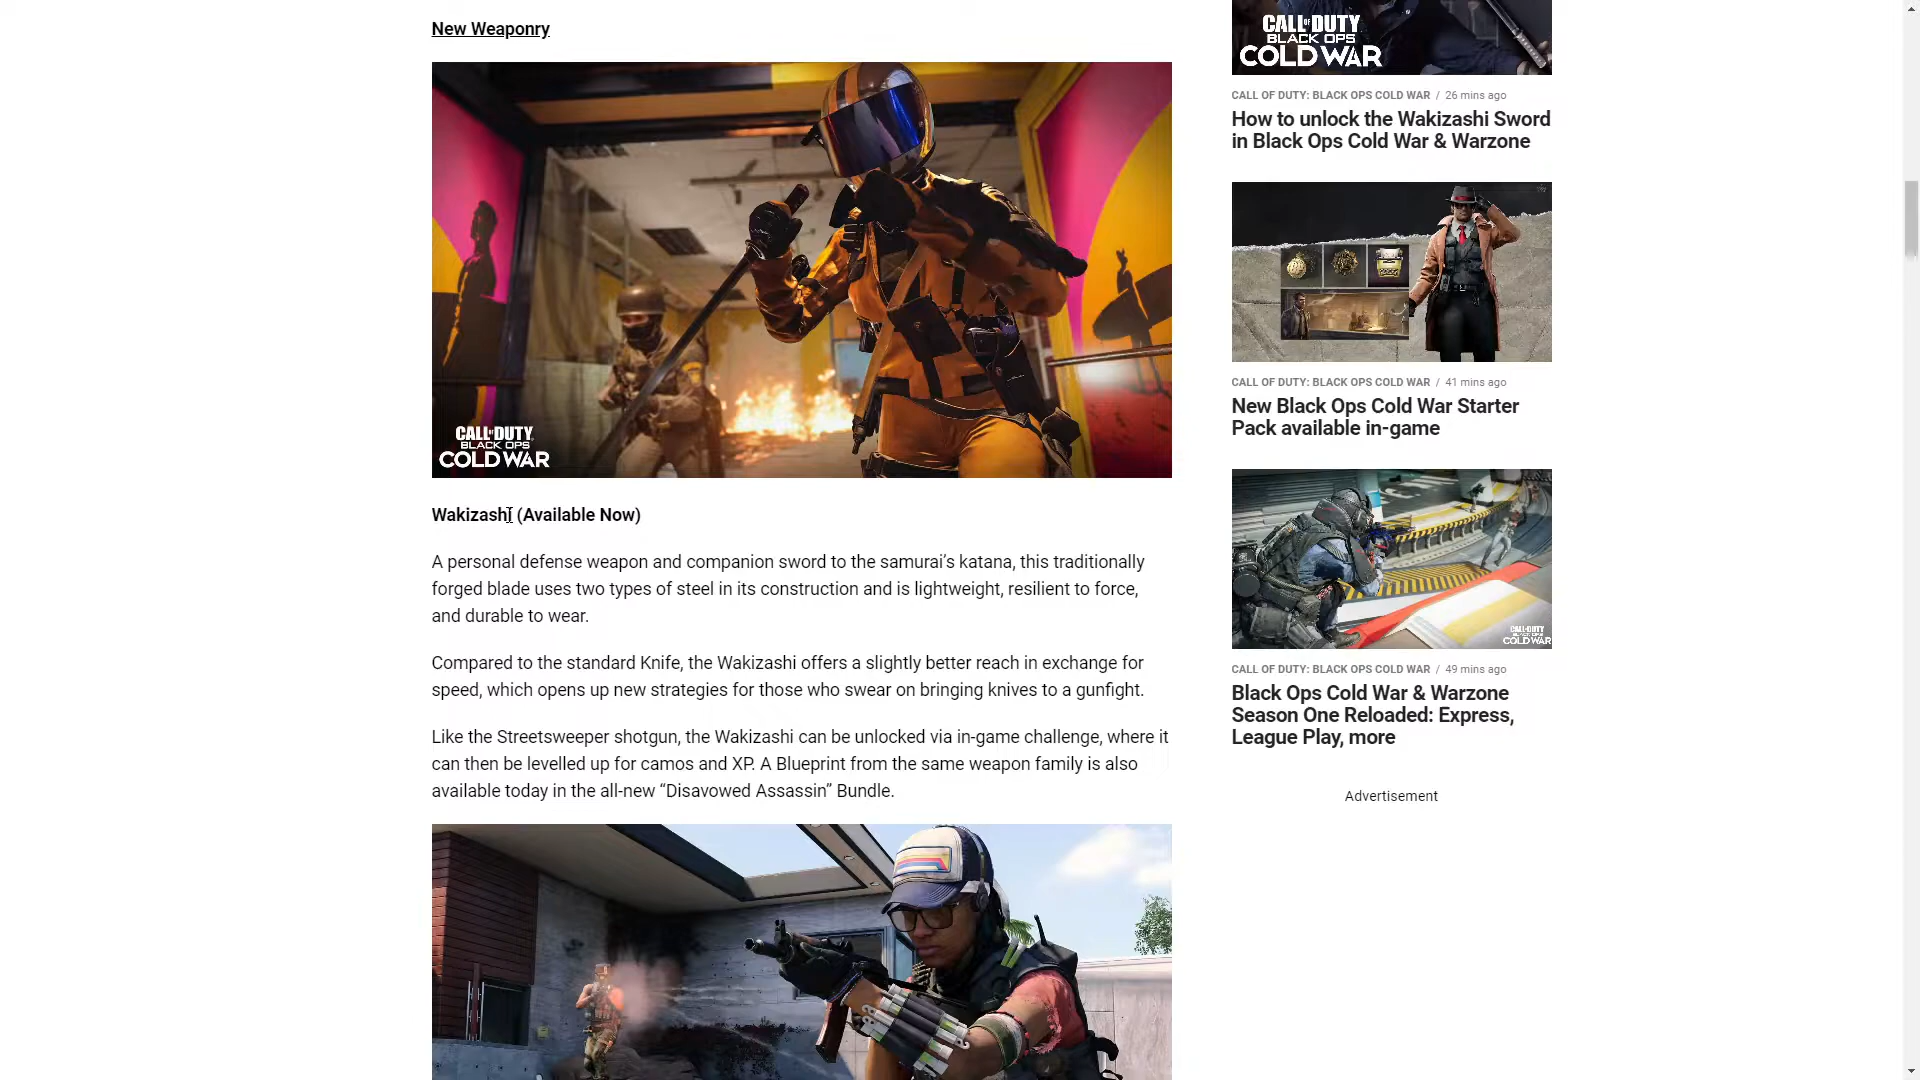 New Weaponry
CALL OF DUTY
BLACK OPS
COLD WAR
Wakizashi (Available Now)
A personal defense weapon and companion sword to the samurai’s katana, this traditionally
forged blade uses two types of steel in its construction and is lightweight, resilient to force,
and durable to wear.
Compared to the standard Knife, the Wakizashi offers a slightly better reach in exchange for
speed, which opens up new strategies for those who swear on bringing knives to a gunfight.
Like the Streetsweeper shotgun, the Wakizashi can be unlocked via in-game challenge, where it
can then be levelled up for camos and XP. A Blueprint from the same weapon family is also
available today in the all-new “Disavowed Assassin” Bundle.
CALL OF DUTY
BLACK OPS
COLD WAR
CALL OF DUTY: BLACK OPS COLD WAR / 26 mins ago
How to unlock the Wakizashi Sword
in Black Ops Cold War & Warzone
CALL OF DUTY: BLACK OPS COLD WAR / 41 mins ago
New Black Ops Cold War Starter
Pack available in-game
CALL OF DUTY
BLACK OPS
COLD WAR
CALL OF DUTY: BLACK OPS COLD WAR / 49 mins ago
Black Ops Cold War & Warzone
Season One Reloaded: Express,
League Play, more
Advertisement